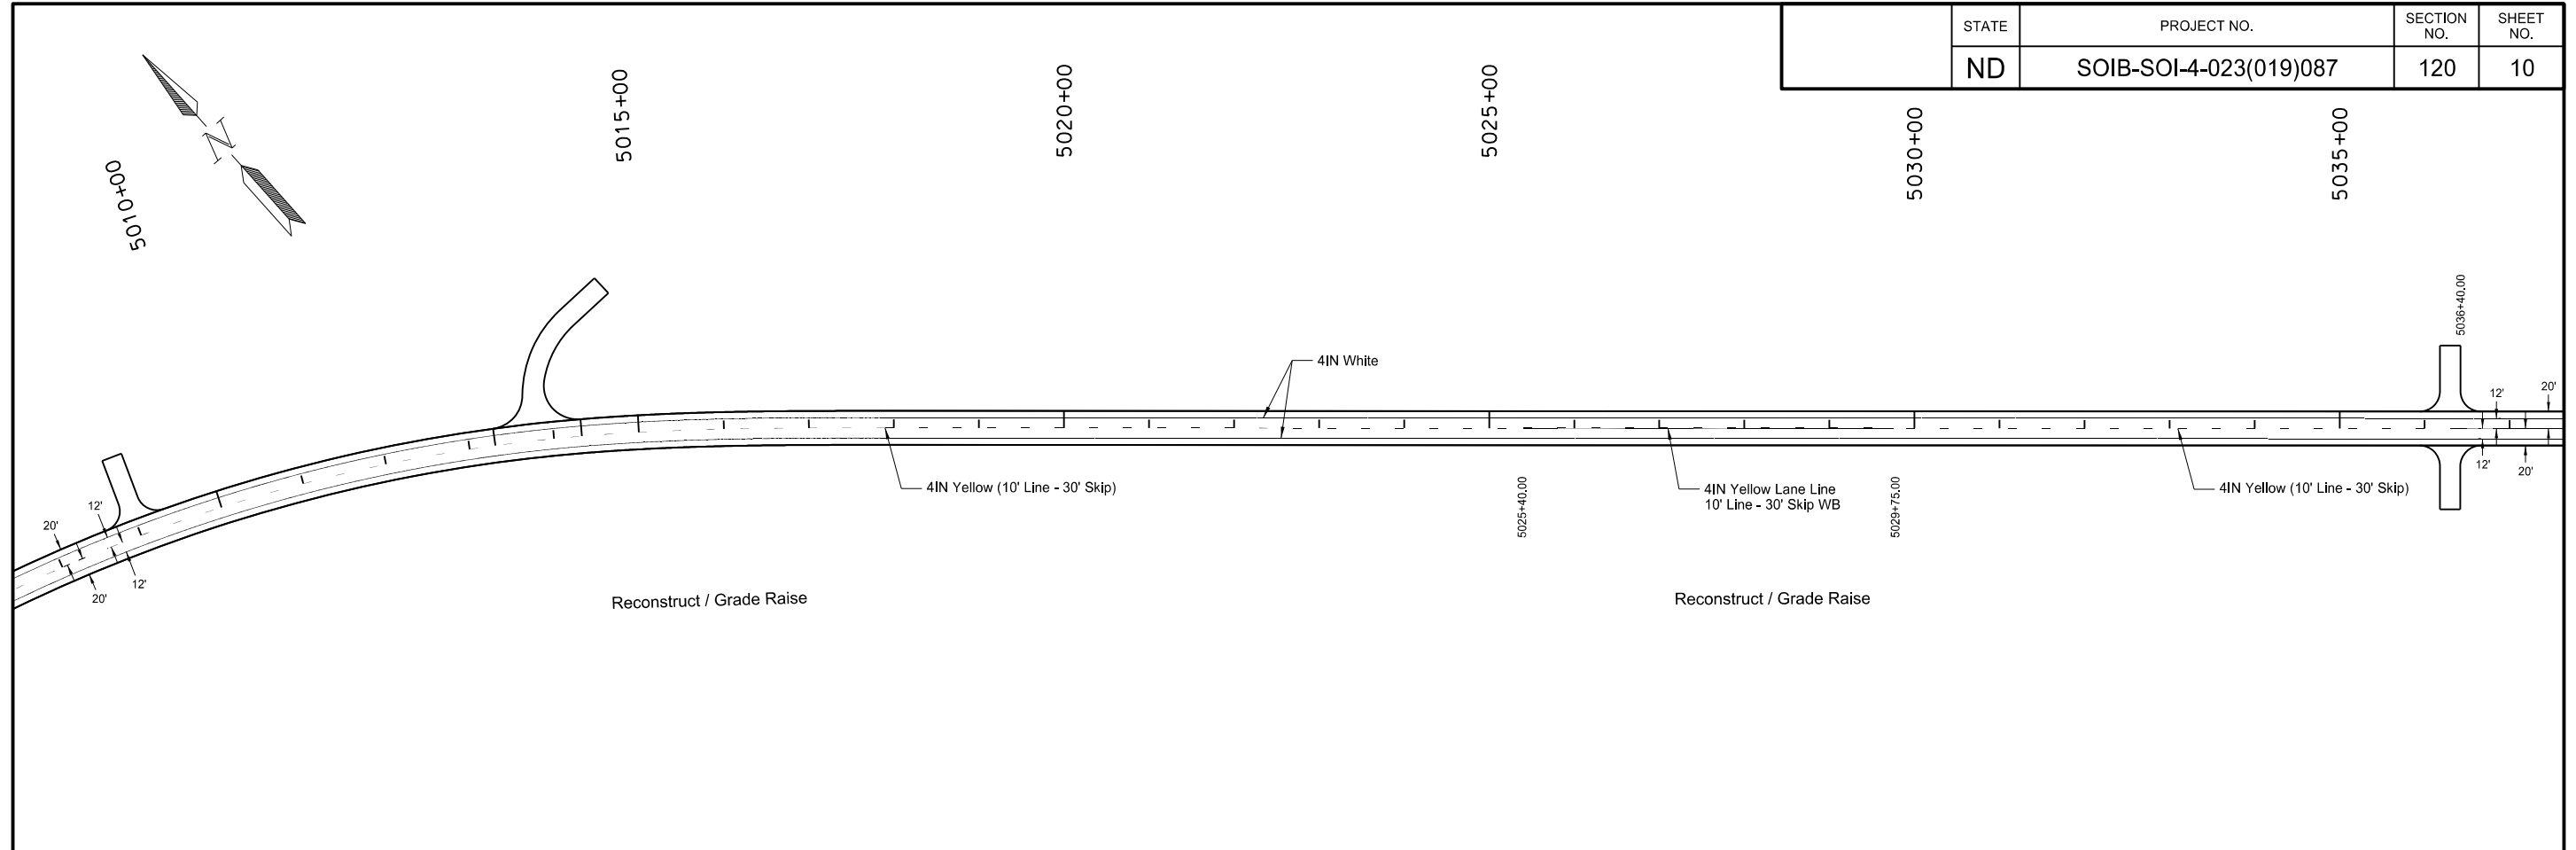 STATE
PROJECT NO.
SECTION NO.
SHEET NO.
ND
SOIB-SOI-4-023(019)087
120
10
N
5010+00
5015+00
5020+00
5025+00
5030+00
5035+00
5036+40.00
4IN White
12'
20'
12'
20'
4IN Yellow (10' Line - 30' Skip)
4IN Yellow Lane Line
10' Line - 30' Skip WB
4IN Yellow (10' Line - 30' Skip)
5025+40.00
5029+75.00
12'
20'
12'
20'
Reconstruct / Grade Raise
Reconstruct / Grade Raise